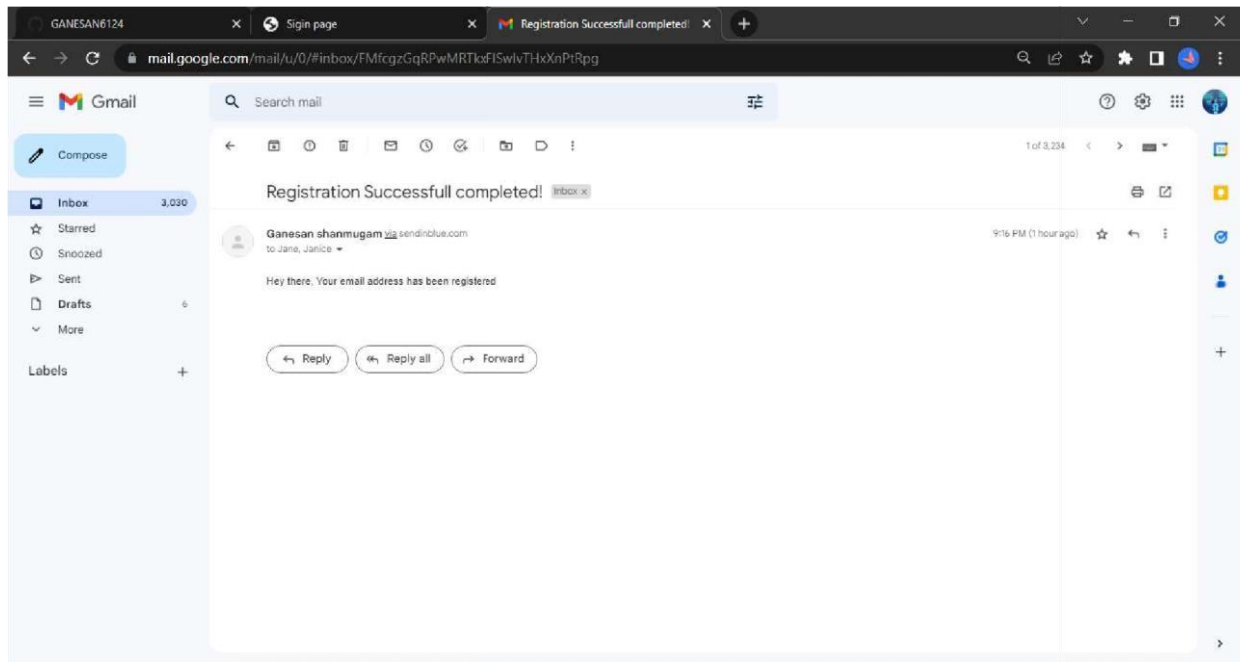 GANESAN6124
Sigin page
Registration Successfull completed!
mail.google.com/mail/u/0/#inbox/FMfcgzGqRPwMRTkxFlSwlvTHxXnPtRpg
Gmail
Search mail
Compose
1 of 3,234
Inbox 3,030
Starred
Snoozed
Sent
Drafts 6
More
Labels
Registration Successfull completed! Inbox x
Ganesan shanmugam via sendinblue.com
9:16 PM (1 hour ago)
to Jane, Janice
Hey there, Your email address has been registered
Reply
Reply all
Forward